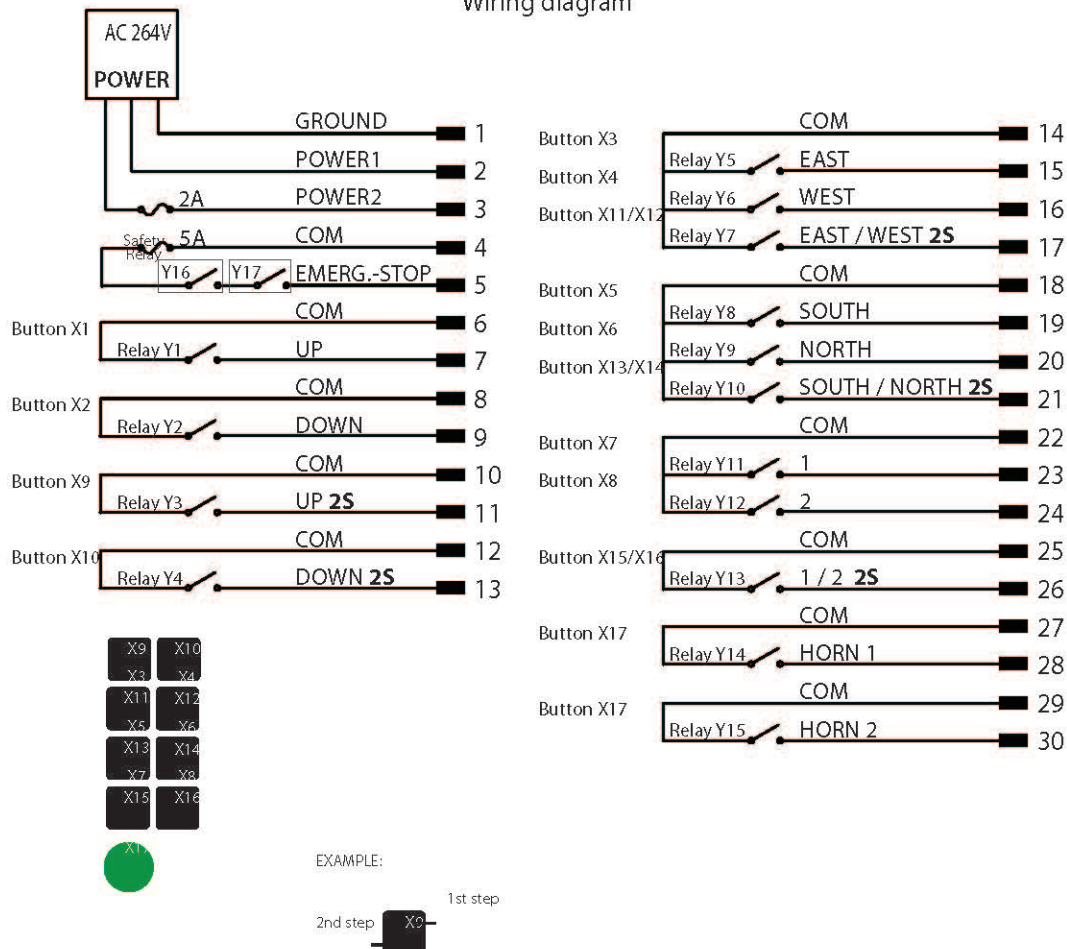 Wiring diagram
AC 264V
POWER
GROUND 1
POWER1 2
2A POWER2 3
Safety Relay 5A COM 4
Y16 Y17 EMERG.-STOP 5
Button X1 COM 6
Relay Y1 UP 7
Button X2 COM 8
Relay Y2 DOWN 9
Button X9 COM 10
Relay Y3 UP 2S 11
Button X10 COM 12
Relay Y4 DOWN 2S 13
Button X3 COM 14
Button X4 Relay Y5 EAST 15
Button X11/X12 Relay Y6 WEST 16
Relay Y7 EAST / WEST 2S 17
Button X5 COM 18
Button X6 Relay Y8 SOUTH 19
Button X13/X14 Relay Y9 NORTH 20
Relay Y10 SOUTH / NORTH 2S 21
Button X7 COM 22
Button X8 Relay Y11 1 23
Relay Y12 2 24
Button X15/X16 COM 25
Relay Y13 1 / 2 2S 26
Button X17 COM 27
Relay Y14 HORN 1 28
Button X17 COM 29
Relay Y15 HORN 2 30
X9 X10
X3 X4
X11 X12
X5 X6
X13 X14
X7 X8
X15 X16
X17
EXAMPLE:
1st step
2nd step X9